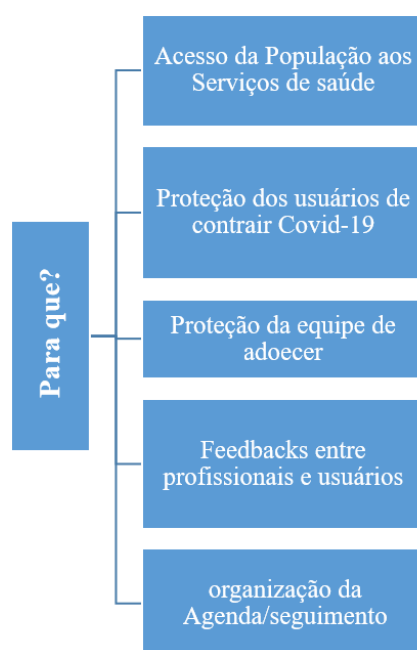 Para que?
Acesso da População aos
Serviços de saúde
Proteção dos usuários de
contrair Covid-19
Proteção da equipe de
adoecer
Feedbacks entre
profissionais e usuários
organização da
Agenda/seguimento